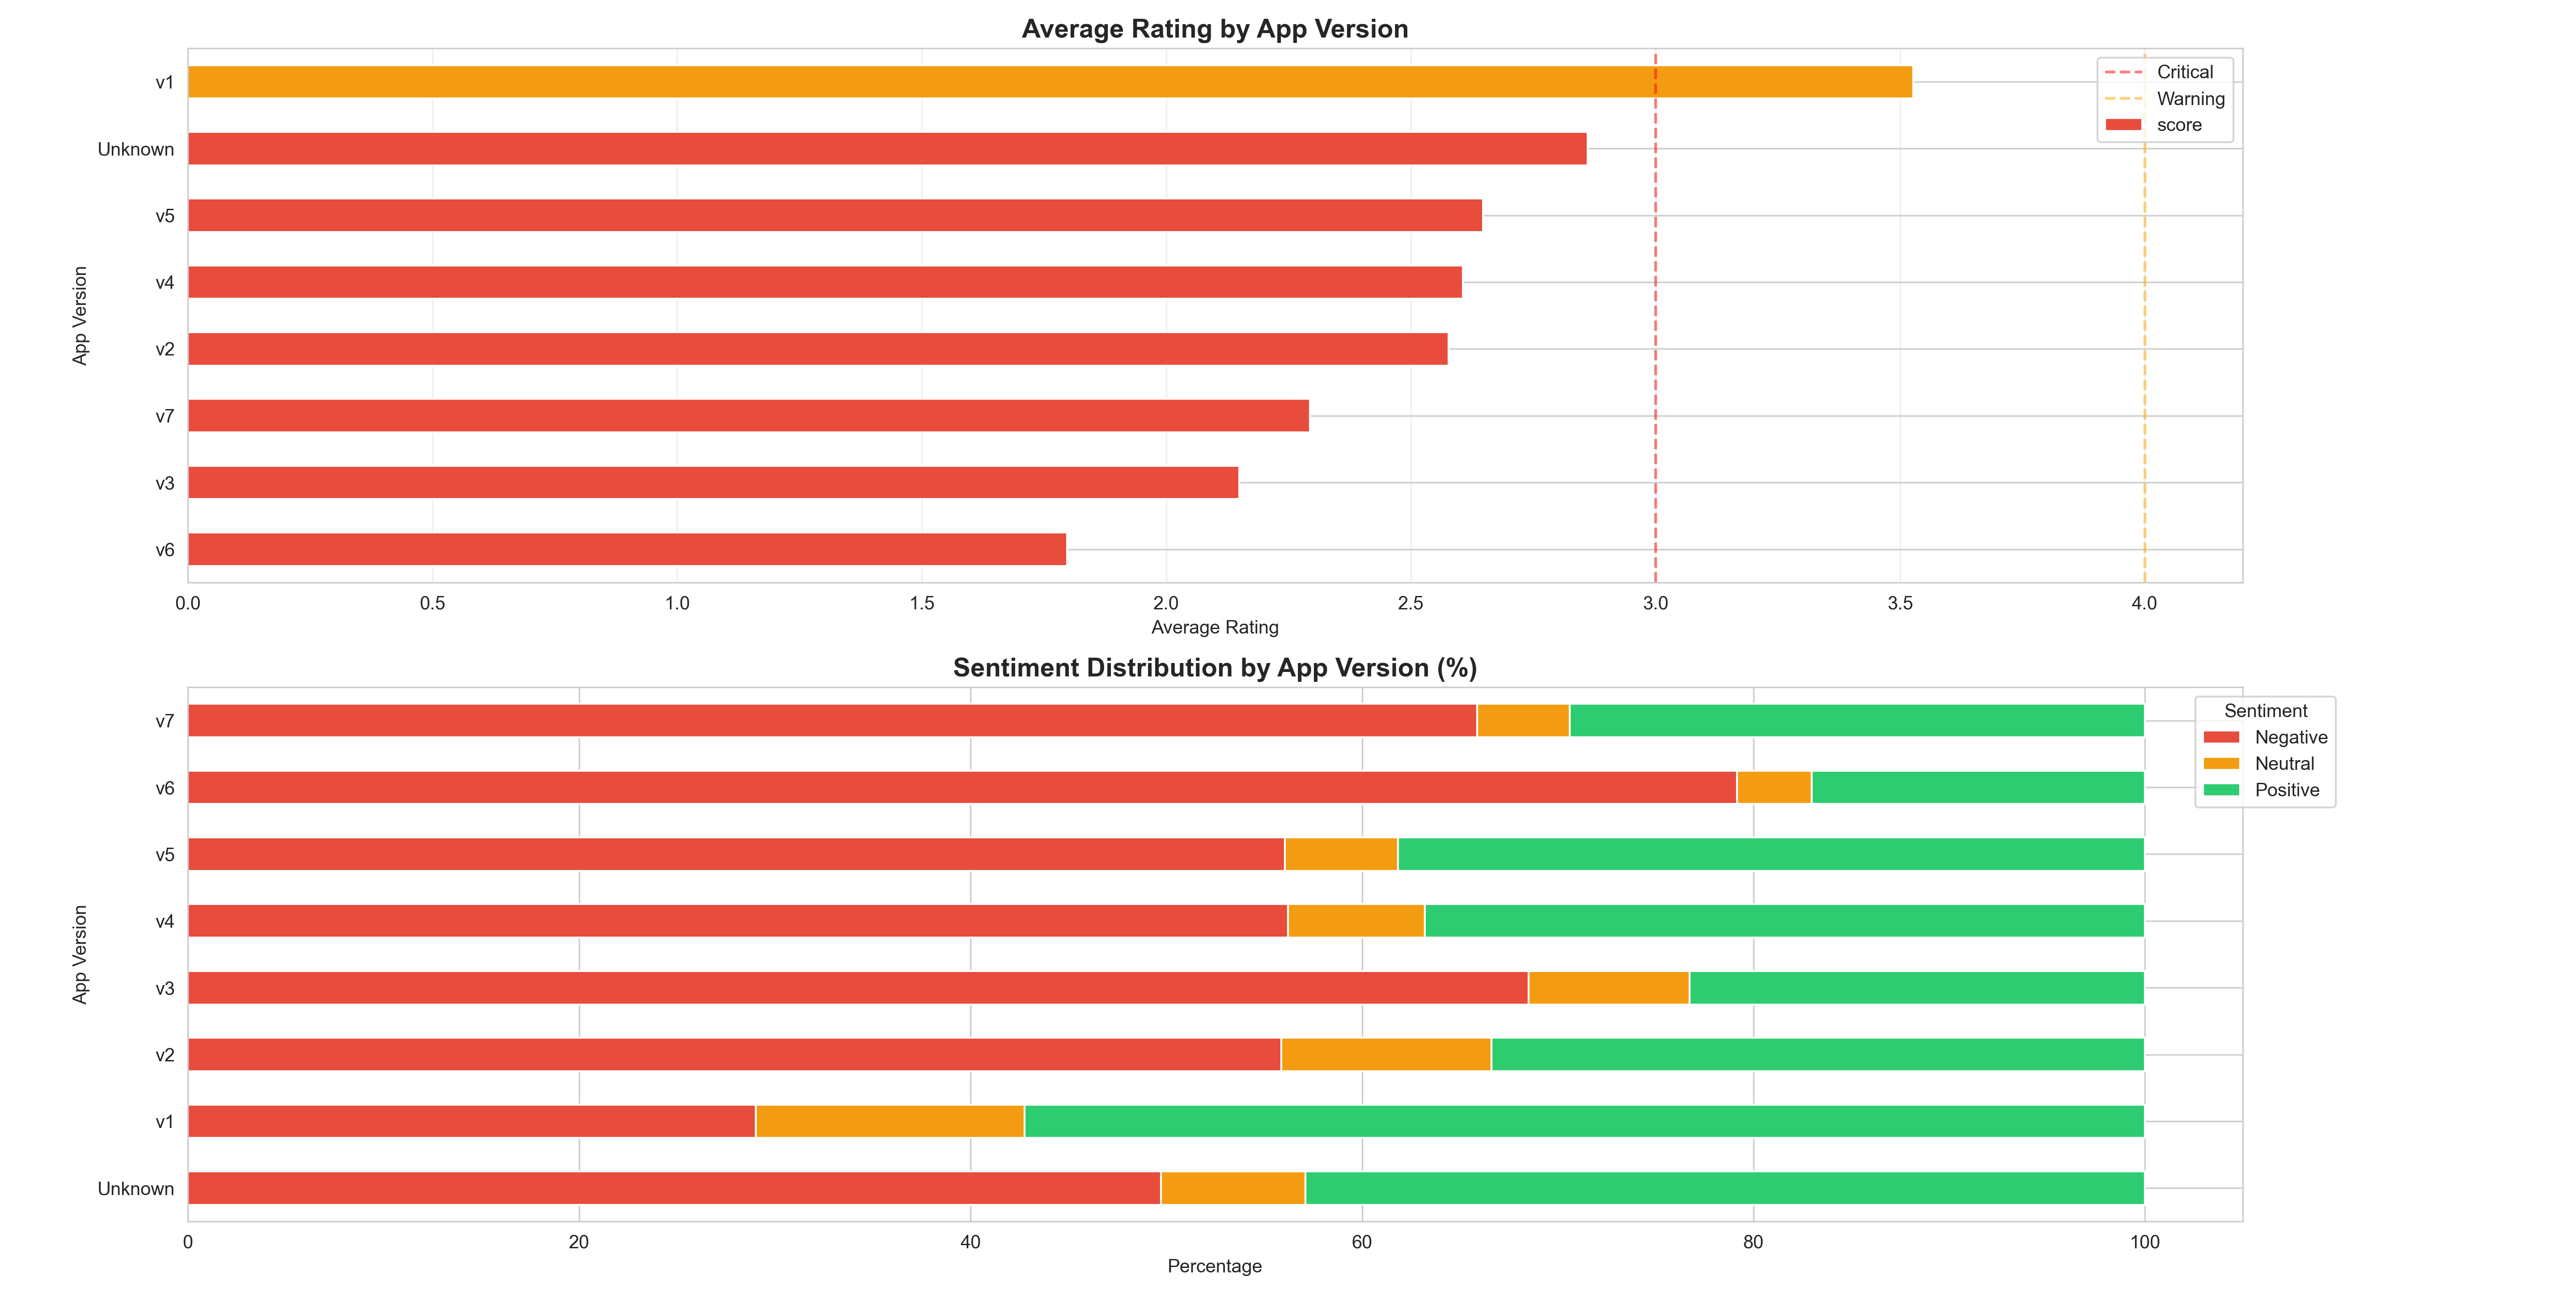 Average Rating by App Version
App Version
v1
Unknown
v5
v4
v2
v7
v3
v6
Critical
Warning
score
0.0 0.5 1.0 1.5 2.0 2.5 3.0 3.5 4.0
Average Rating
Sentiment Distribution by App Version (%)
App Version
v7
v6
v5
v4
v3
v2
v1
Unknown
Sentiment
Negative
Neutral
Positive
0 20 40 60 80 100
Percentage